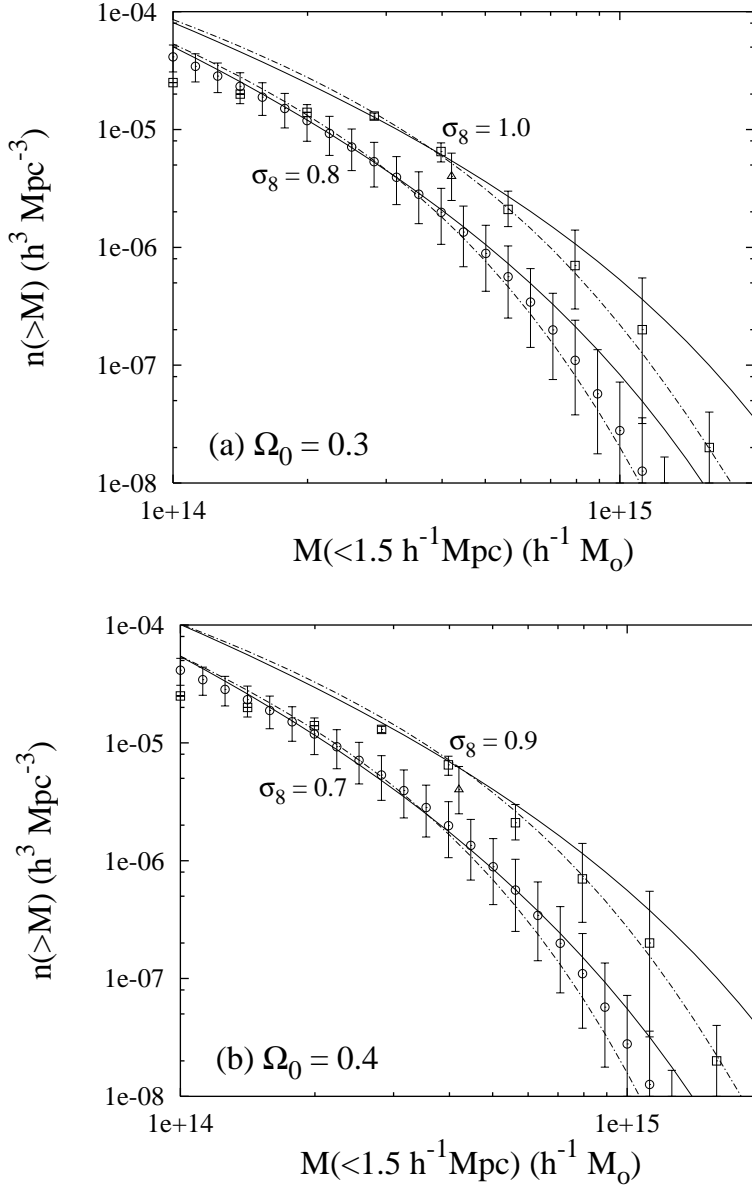 1e-04
1e-05
1e-06
1e-07
1e-08
n(>M) (h³ Mpc⁻³)
σ₈ = 1.0
σ₈ = 0.8
(a) Ω₀ = 0.3
1e+14
1e+15
M(<1.5 h⁻¹Mpc) (h⁻¹ Mₒ)
1e-04
1e-05
1e-06
1e-07
1e-08
n(>M) (h³ Mpc⁻³)
σ₈ = 0.9
σ₈ = 0.7
(b) Ω₀ = 0.4
1e+14
1e+15
M(<1.5 h⁻¹Mpc) (h⁻¹ Mₒ)